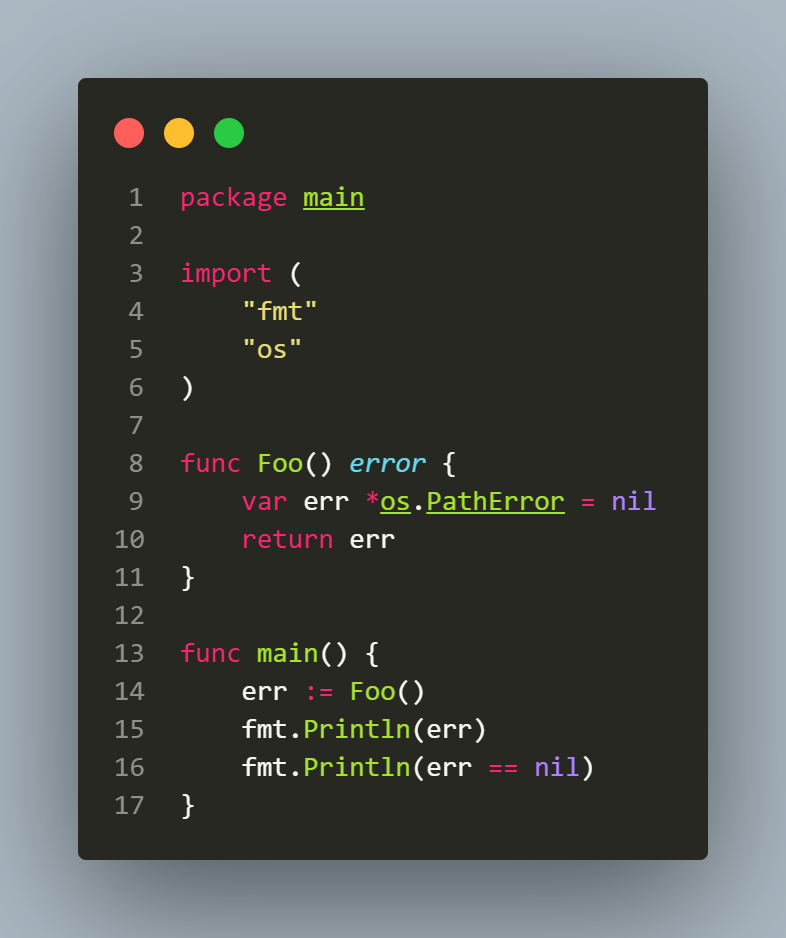 1 package main
2
3 import (
4     "fmt"
5     "os"
6 )
7
8 func Foo() error {
9     var err *os.PathError = nil
10     return err
11 }
12
13 func main() {
14     err := Foo()
15     fmt.Println(err)
16     fmt.Println(err == nil)
17 }